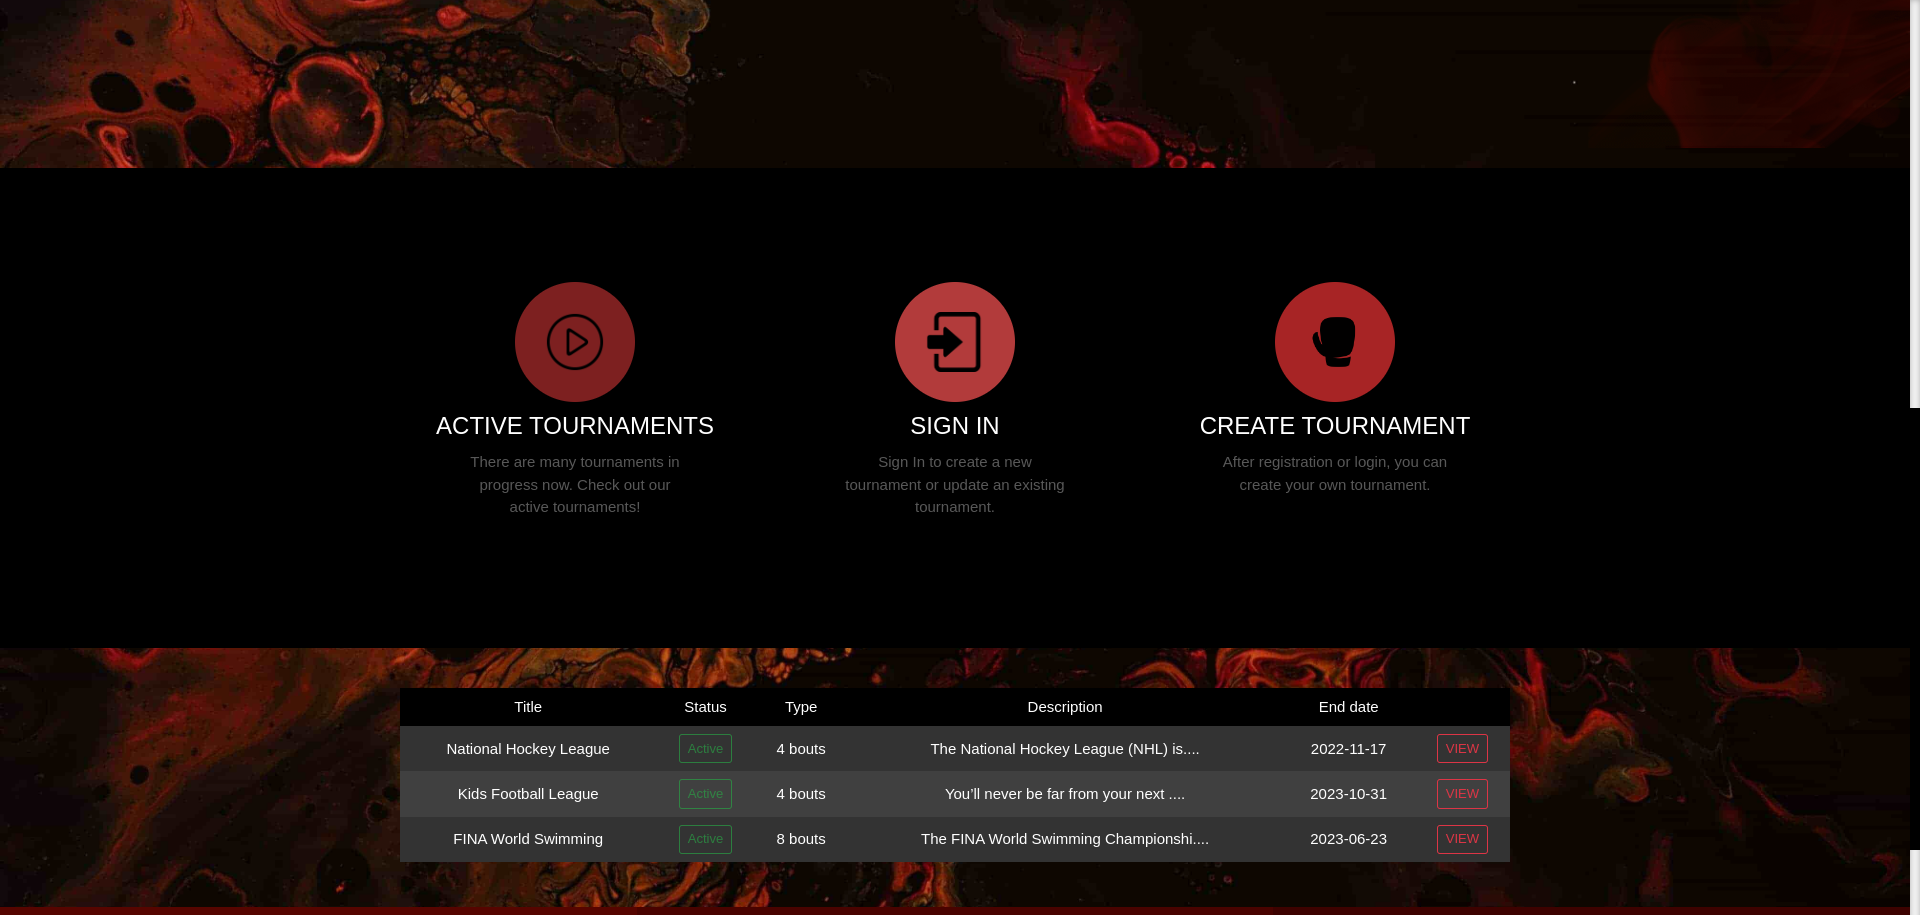 ACTIVE TOURNAMENTS
There are many tournaments in
progress now. Check out our
active tournaments!
SIGN IN
Sign In to create a new
tournament or update an existing
tournament.
CREATE TOURNAMENT
After registration or login, you can
create your own tournament.
Title Status Type Description End date
National Hockey League Active 4 bouts The National Hockey League (NHL) is.... 2022-11-17 VIEW
Kids Football League Active 4 bouts You’ll never be far from your next .... 2023-10-31 VIEW
FINA World Swimming Active 8 bouts The FINA World Swimming Championshi.... 2023-06-23 VIEW